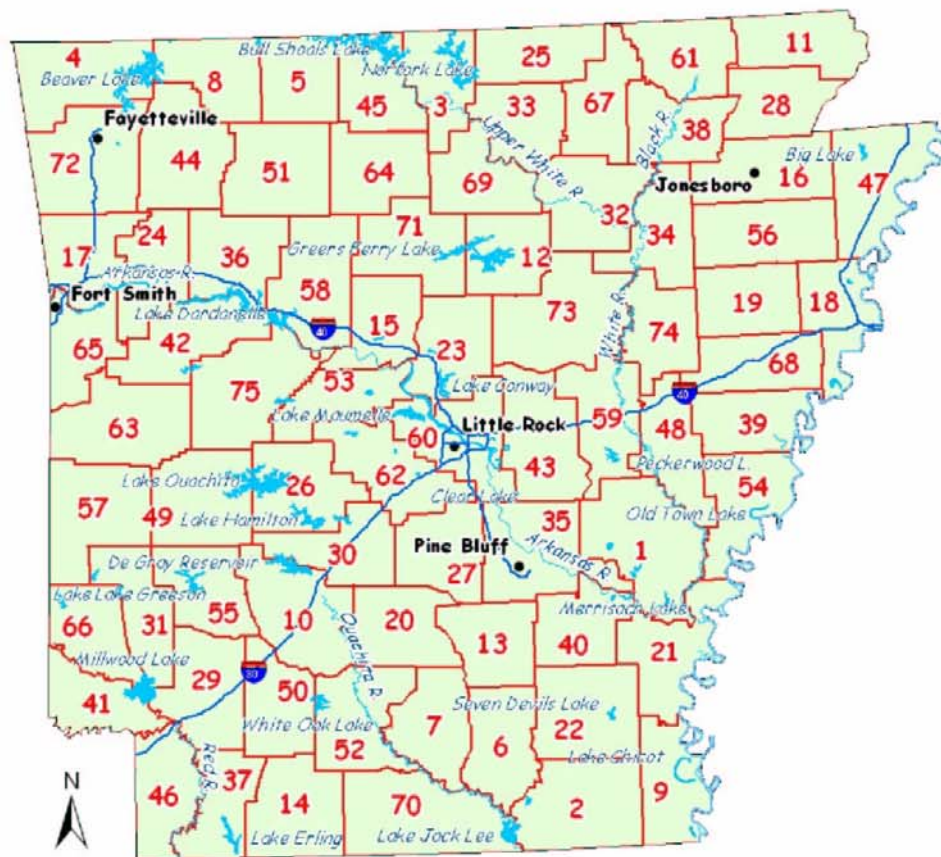 4
Beaver Lake
8
Bull Shoals Lake
5
Norfork Lake
45
3
25
33
67
61
11
38
28
Fayetteville
72
44
51
64
69
Upper White R.
Black R.
Jonesboro
16
Big Lake
47
32
17
24
36
71
Greers Berry Lake
12
34
56
Arkansas R.
Fort Smith
Lake Dardanelle
58
40
15
73
White R.
74
19
18
65
42
23
68
75
53
Lake Conway
40
63
Lake Maumelle
Little Rock
60
43
59
48
39
57
Lake Ouachita
26
62
Peckerwood L.
49
Lake Hamilton
Clear Lake
54
35
Old Town Lake
30
Pine Bluff
Arkansas R.
1
De Gray Reserveir
27
Lake Lake Greeson
66
31
55
10
20
Merrisach Lake
Ouachita R.
13
40
21
Millwood Lake
29
30
41
50
White Oak Lake
7
Seven Devils Lake
22
52
6
Lake Chicot
Red R.
N
46
37
14
70
2
9
Lake Erling
Lake Jack Lee